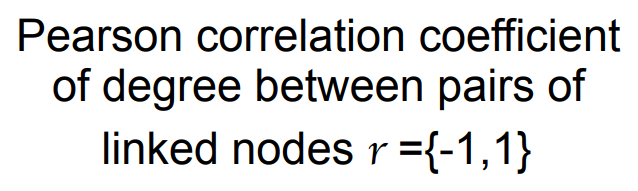 Pearson correlation coefficient
of degree between pairs of
linked nodes r ={-1,1}